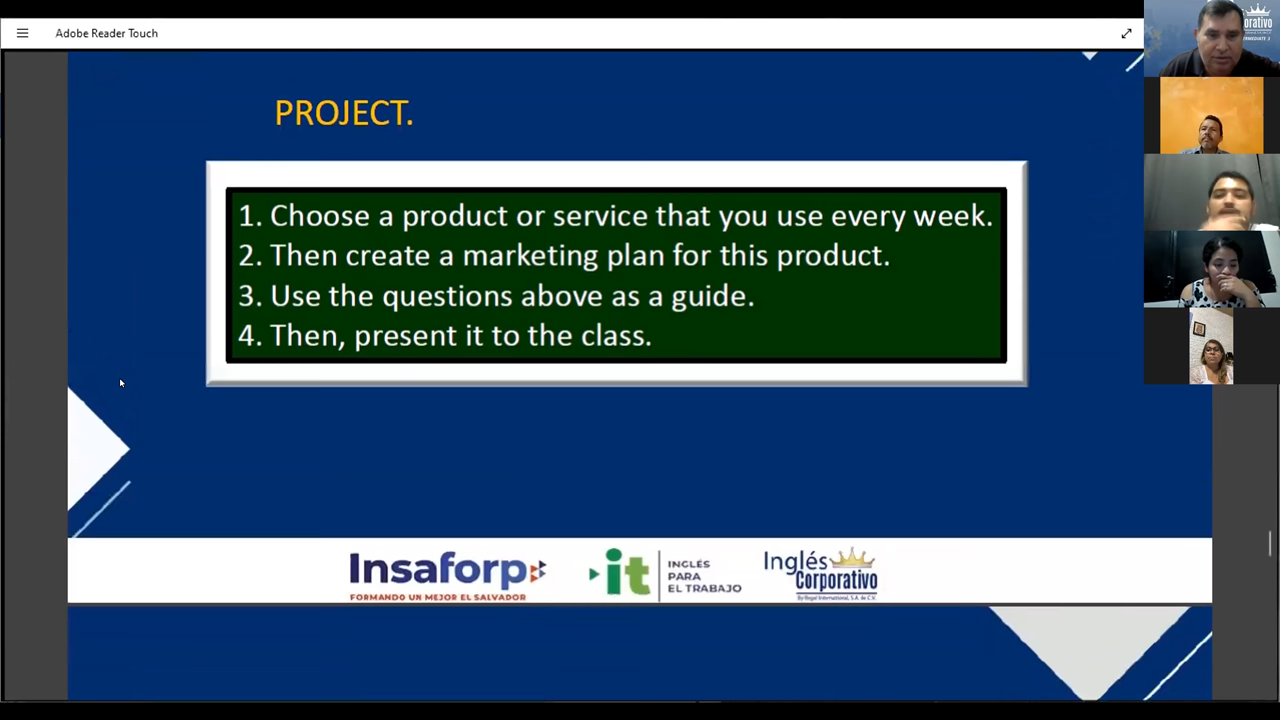 Adobe Reader Touch
PROJECT.
1. Choose a product or service that you use every week.
2. Then create a marketing plan for this product.
3. Use the questions above as a guide.
4. Then, present it to the class.
Insaforp
FORMANDO UN MEJOR EL SALVADOR
it
INGLÉS
PARA
EL TRABAJO
Inglés
Corporativo